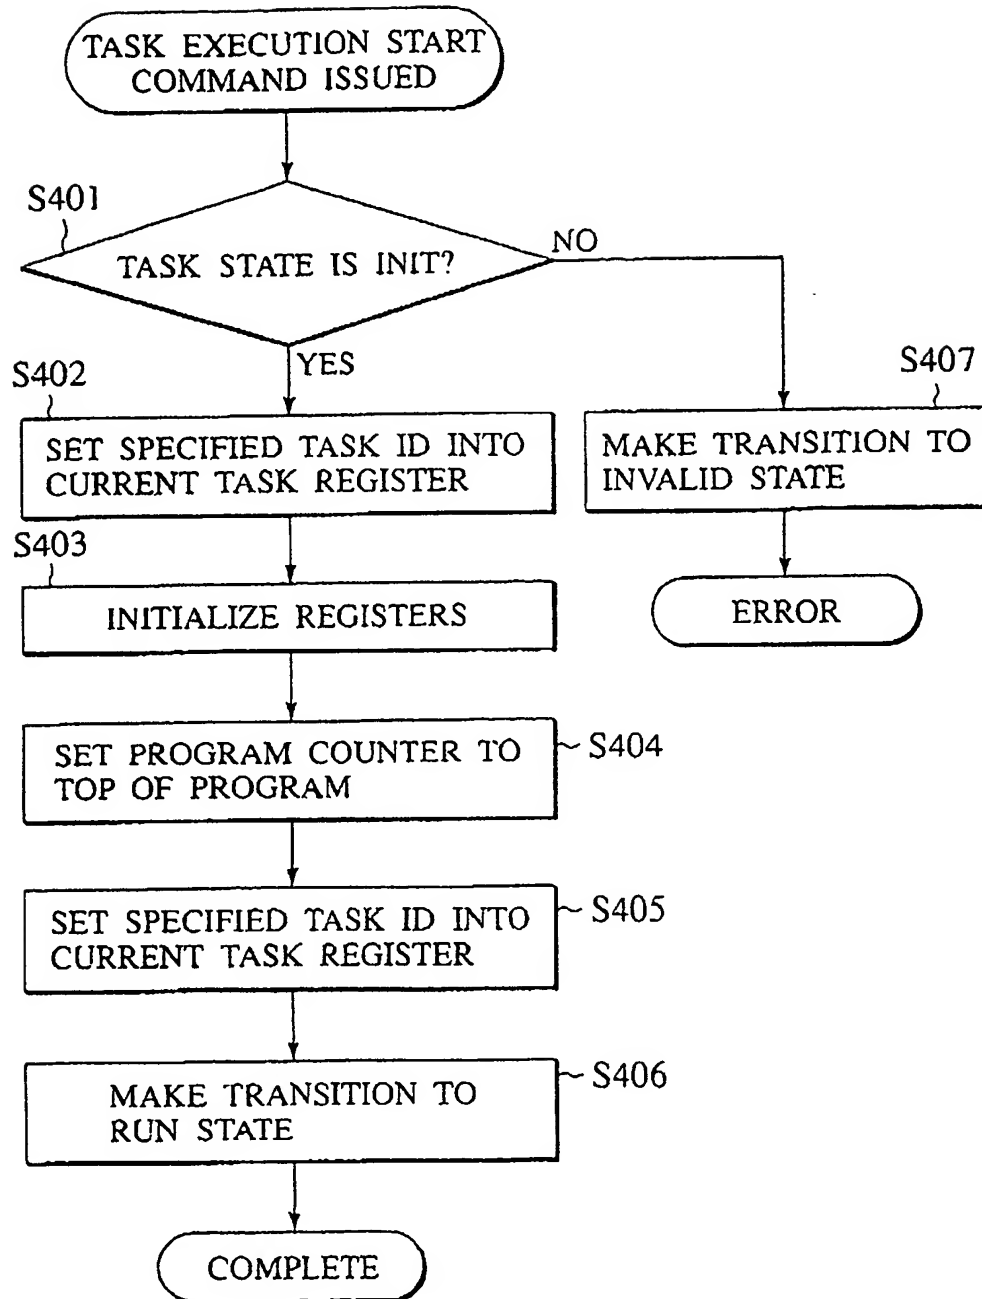 TASK EXECUTION START
COMMAND ISSUED
S401
TASK STATE IS INIT?
NO
YES
S402
SET SPECIFIED TASK ID INTO
CURRENT TASK REGISTER
S407
MAKE TRANSITION TO
INVALID STATE
S403
INITIALIZE REGISTERS
ERROR
SET PROGRAM COUNTER TO
TOP OF PROGRAM
S404
SET SPECIFIED TASK ID INTO
CURRENT TASK REGISTER
S405
MAKE TRANSITION TO
RUN STATE
S406
COMPLETE